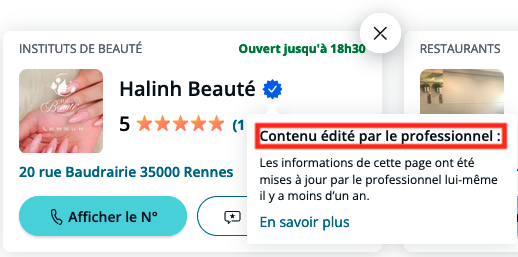 INSTITUTS DE BEAUTÉ
Ouvert jusqu'à 18h30
RESTAURANTS
Halinh Beauté
5
(1
Contenu édité par le professionnel :
Les informations de cette page ont été
mises à jour par le professionnel lui-même
il y a moins d'un an.
En savoir plus
20 rue Baudrairie 35000 Rennes
Afficher le N°